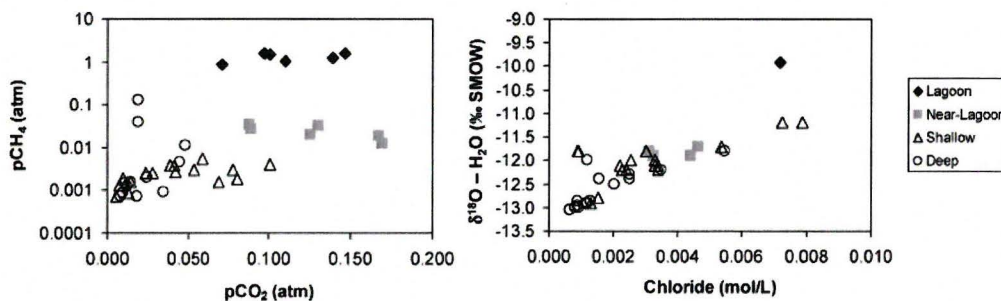 10
1
0.1
0.01
0.001
0.0001
pCH₄ (atm)
0.000 0.050 0.100 0.150 0.200
pCO₂ (atm)
-9.0
-9.5
-10.0
-10.5
-11.0
-11.5
-12.0
-12.5
-13.0
-13.5
δ¹⁸O – H₂O (‰ SMOW)
0.000 0.002 0.004 0.006 0.008 0.010
Chloride (mol/L)
Lagoon
Near-Lagoon
Shallow
Deep